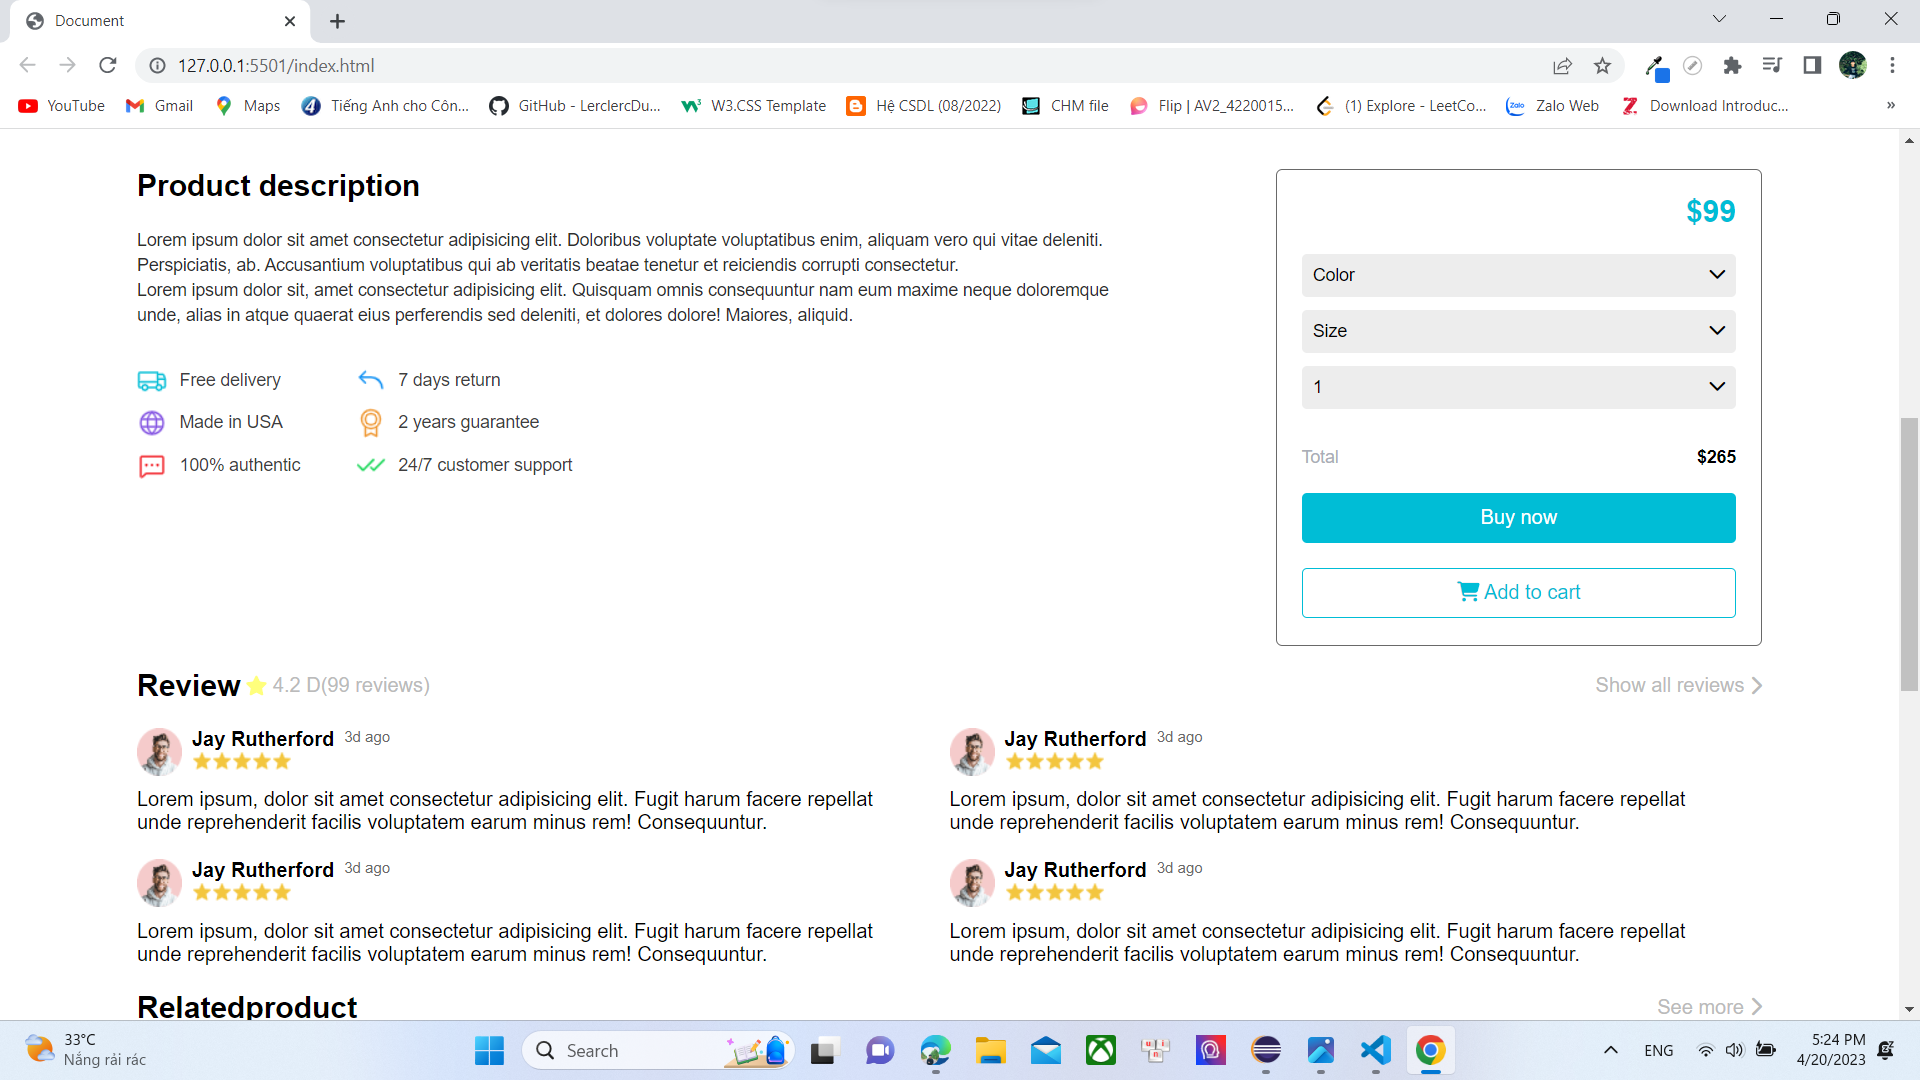 Document
127.0.0.1:5501/index.html
YouTube
Gmail
Maps
Tiếng Anh cho Côn...
GitHub - LerclercDu...
W3.CSS Template
Hệ CSDL (08/2022)
CHM file
Flip | AV2_4220015...
(1) Explore - LeetCo...
Zalo Web
Download Introduc...
»
Product description
Lorem ipsum dolor sit amet consectetur adipisicing elit. Doloribus voluptate voluptatibus enim, aliquam vero qui vitae deleniti.
Perspiciatis, ab. Accusantium voluptatibus qui ab veritatis beatae tenetur et reiciendis corrupti consectetur.
Lorem ipsum dolor sit, amet consectetur adipisicing elit. Quisquam omnis consequuntur nam eum maxime neque doloremque
unde, alias in atque quaerat eius perferendis sed deleniti, et dolores dolore! Maiores, aliquid.
Free delivery
7 days return
Made in USA
2 years guarantee
100% authentic
24/7 customer support
$99
Color
Size
1
Total
$265
Buy now
Add to cart
Review
4.2 D(99 reviews)
Show all reviews
Jay Rutherford 3d ago
Lorem ipsum, dolor sit amet consectetur adipisicing elit. Fugit harum facere repellat
unde reprehenderit facilis voluptatem earum minus rem! Consequuntur.
Jay Rutherford 3d ago
Lorem ipsum, dolor sit amet consectetur adipisicing elit. Fugit harum facere repellat
unde reprehenderit facilis voluptatem earum minus rem! Consequuntur.
Jay Rutherford 3d ago
Lorem ipsum, dolor sit amet consectetur adipisicing elit. Fugit harum facere repellat
unde reprehenderit facilis voluptatem earum minus rem! Consequuntur.
Jay Rutherford 3d ago
Lorem ipsum, dolor sit amet consectetur adipisicing elit. Fugit harum facere repellat
unde reprehenderit facilis voluptatem earum minus rem! Consequuntur.
Relatedproduct
See more
33°C
Nắng rải rác
Search
ENG
5:24 PM
4/20/2023